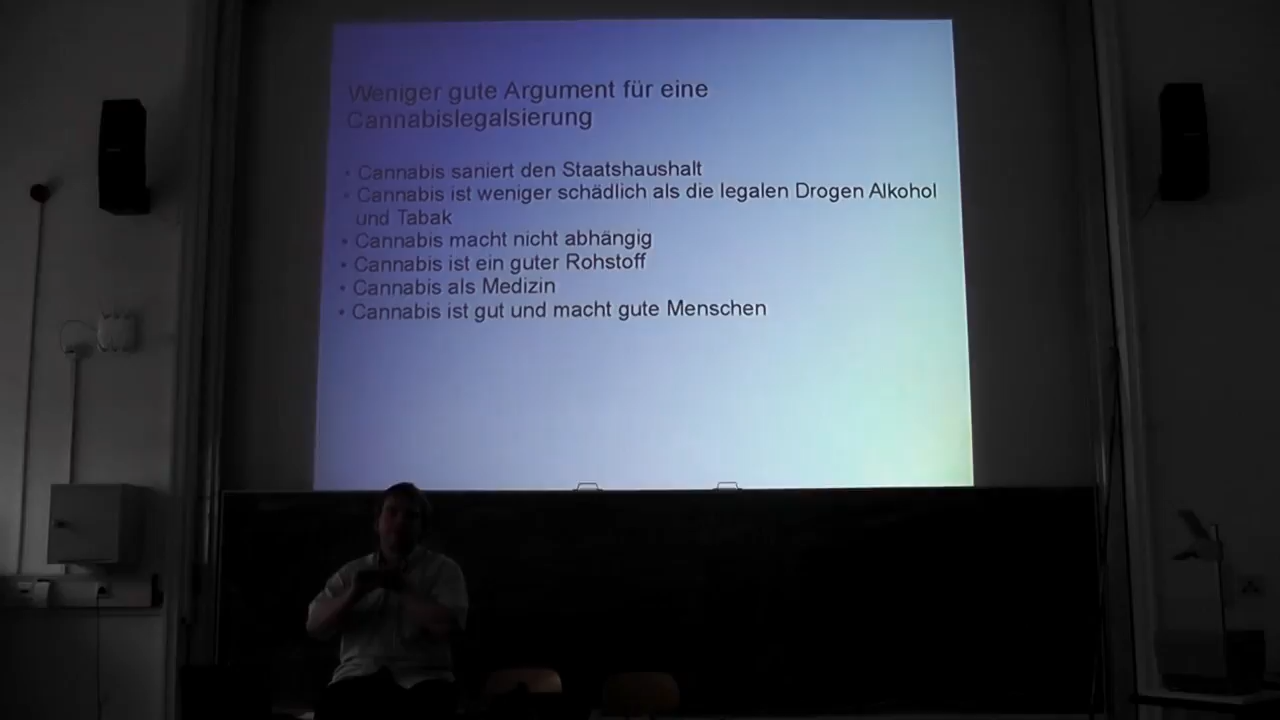 Weniger gute Argument für eine
Cannabislegalsierung
• Cannabis saniert den Staatshaushalt
• Cannabis ist weniger schädlich als die legalen Drogen Alkohol
und Tabak
• Cannabis macht nicht abhängig
• Cannabis ist ein guter Rohstoff
• Cannabis als Medizin
• Cannabis ist gut und macht gute Menschen